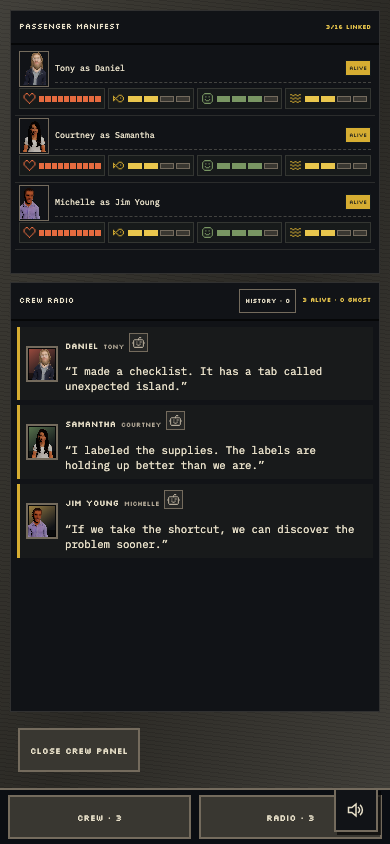 PASSENGER MANIFEST
3/16 LINKED
Tony as Daniel
ALIVE
Courtney as Samantha
ALIVE
Michelle as Jim Young
ALIVE
CREW RADIO
HISTORY · 0
3 ALIVE · 0 GHOST
DANIEL TONY
“I made a checklist. It has a tab called
unexpected island.”
SAMANTHA COURTNEY
“I labeled the supplies. The labels are
holding up better than we are.”
JIM YOUNG MICHELLE
“If we take the shortcut, we can discover the
problem sooner.”
CLOSE CREW PANEL
CREW · 3
RADIO · 3